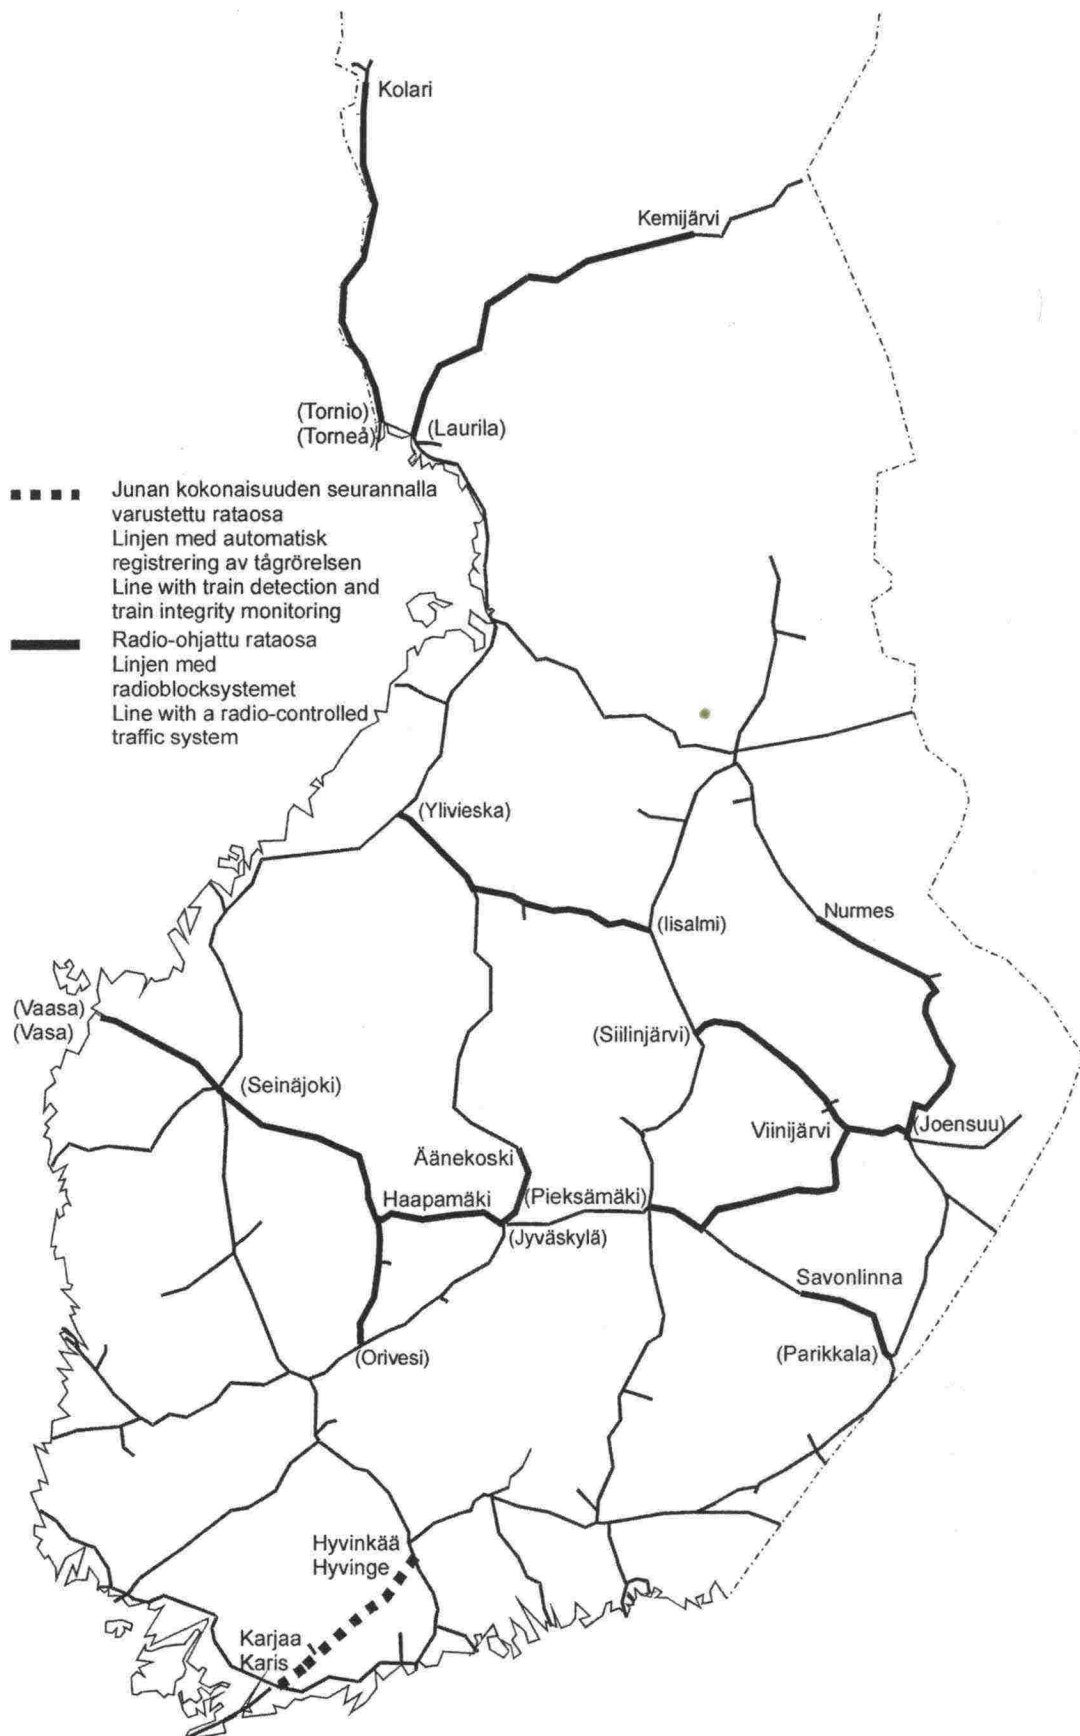 Kolari
Kemijärvi
(Tornio)
(Torneå)
(Laurila)
Junan kokonaisuuden seurannalla
varustettu rataosa
Linjen med automatisk
registrering av tågrörelsen
Line with train detection and
train integrity monitoring
Radio-ohjattu rataosa
Linjen med
radioblocksystemet
Line with a radio-controlled
traffic system
(Ylivieska)
(Iisalmi)
Nurmes
(Vaasa)
(Vasa)
(Siilinjärvi)
(Seinäjoki)
Viinijärvi
(Joensuu)
Äänekoski
Haapamäki
(Pieksämäki)
(Jyväskylä)
Savonlinna
(Parikkala)
(Orivesi)
Hyvinkää
Hyvinge
Karjaa
Karis